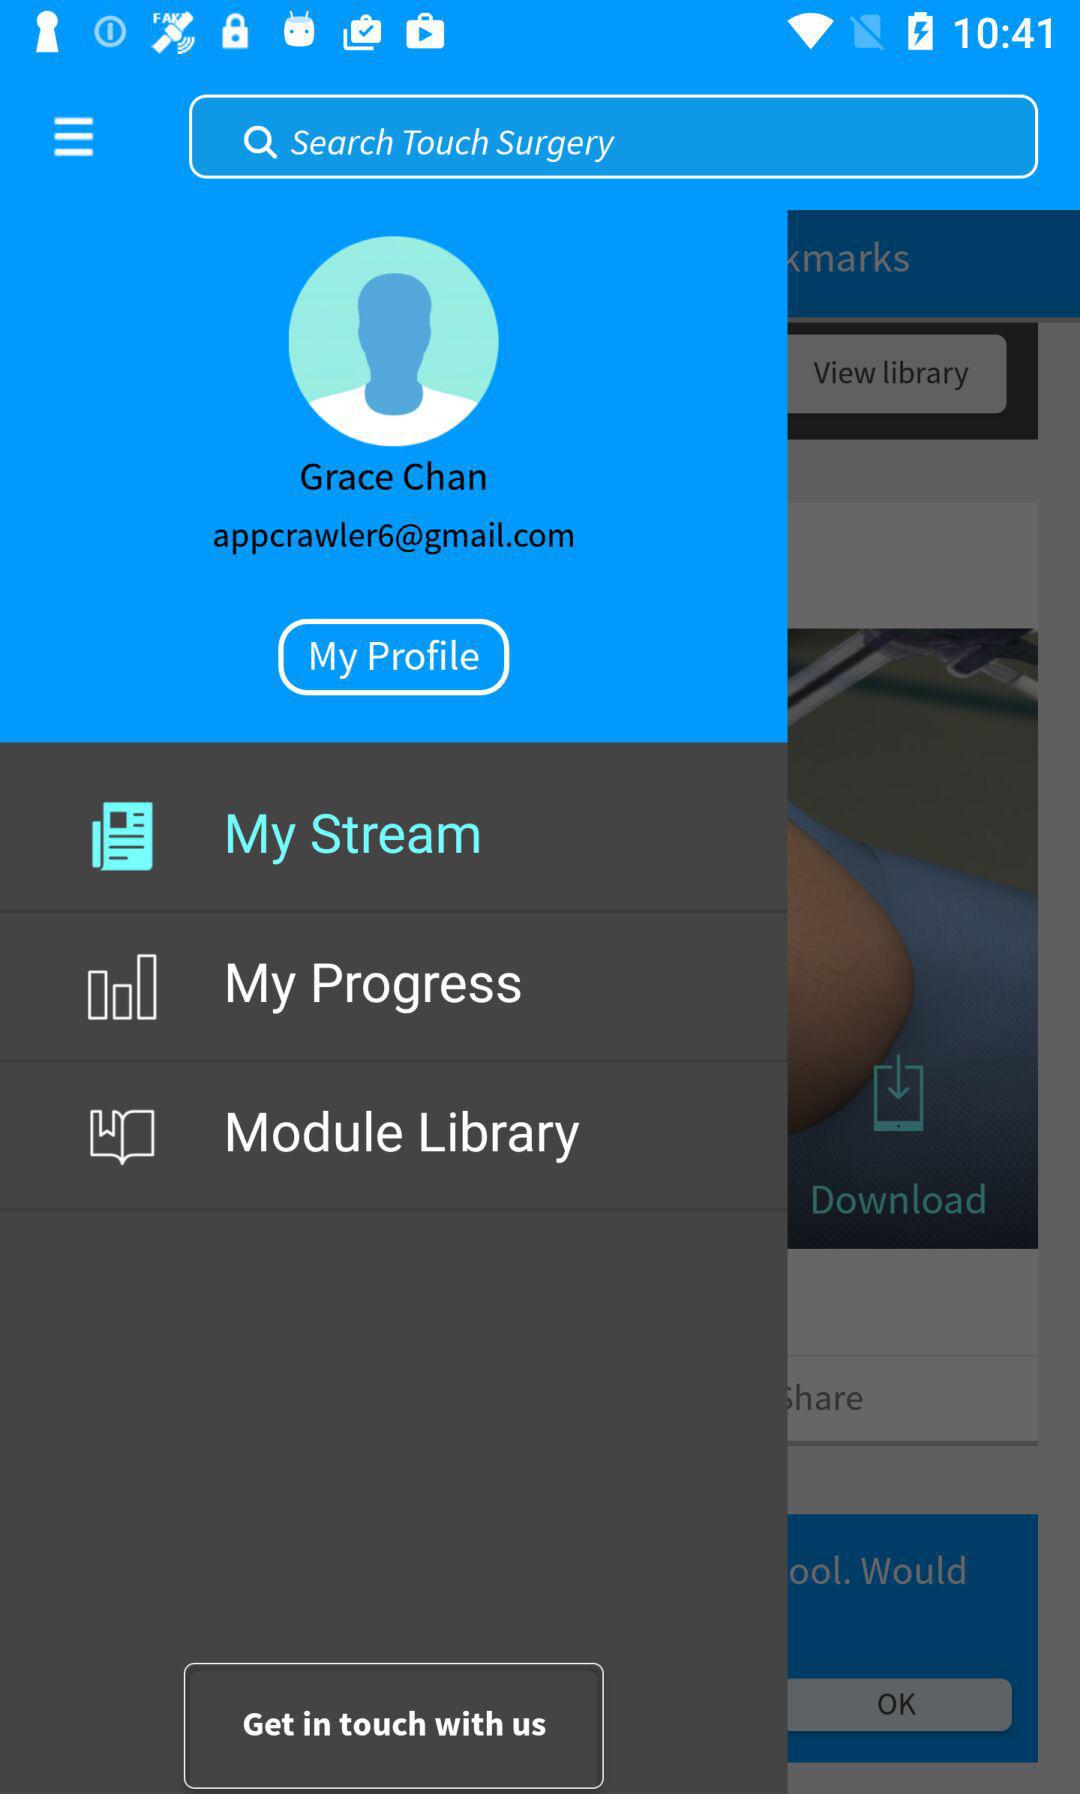 FAKE
10:41
Search Touch Surgery
kmarks
View library
Grace Chan
appcrawler6@gmail.com
My Profile
My Stream
My Progress
Module Library
Download
Share
ool. Would
OK
Get in touch with us